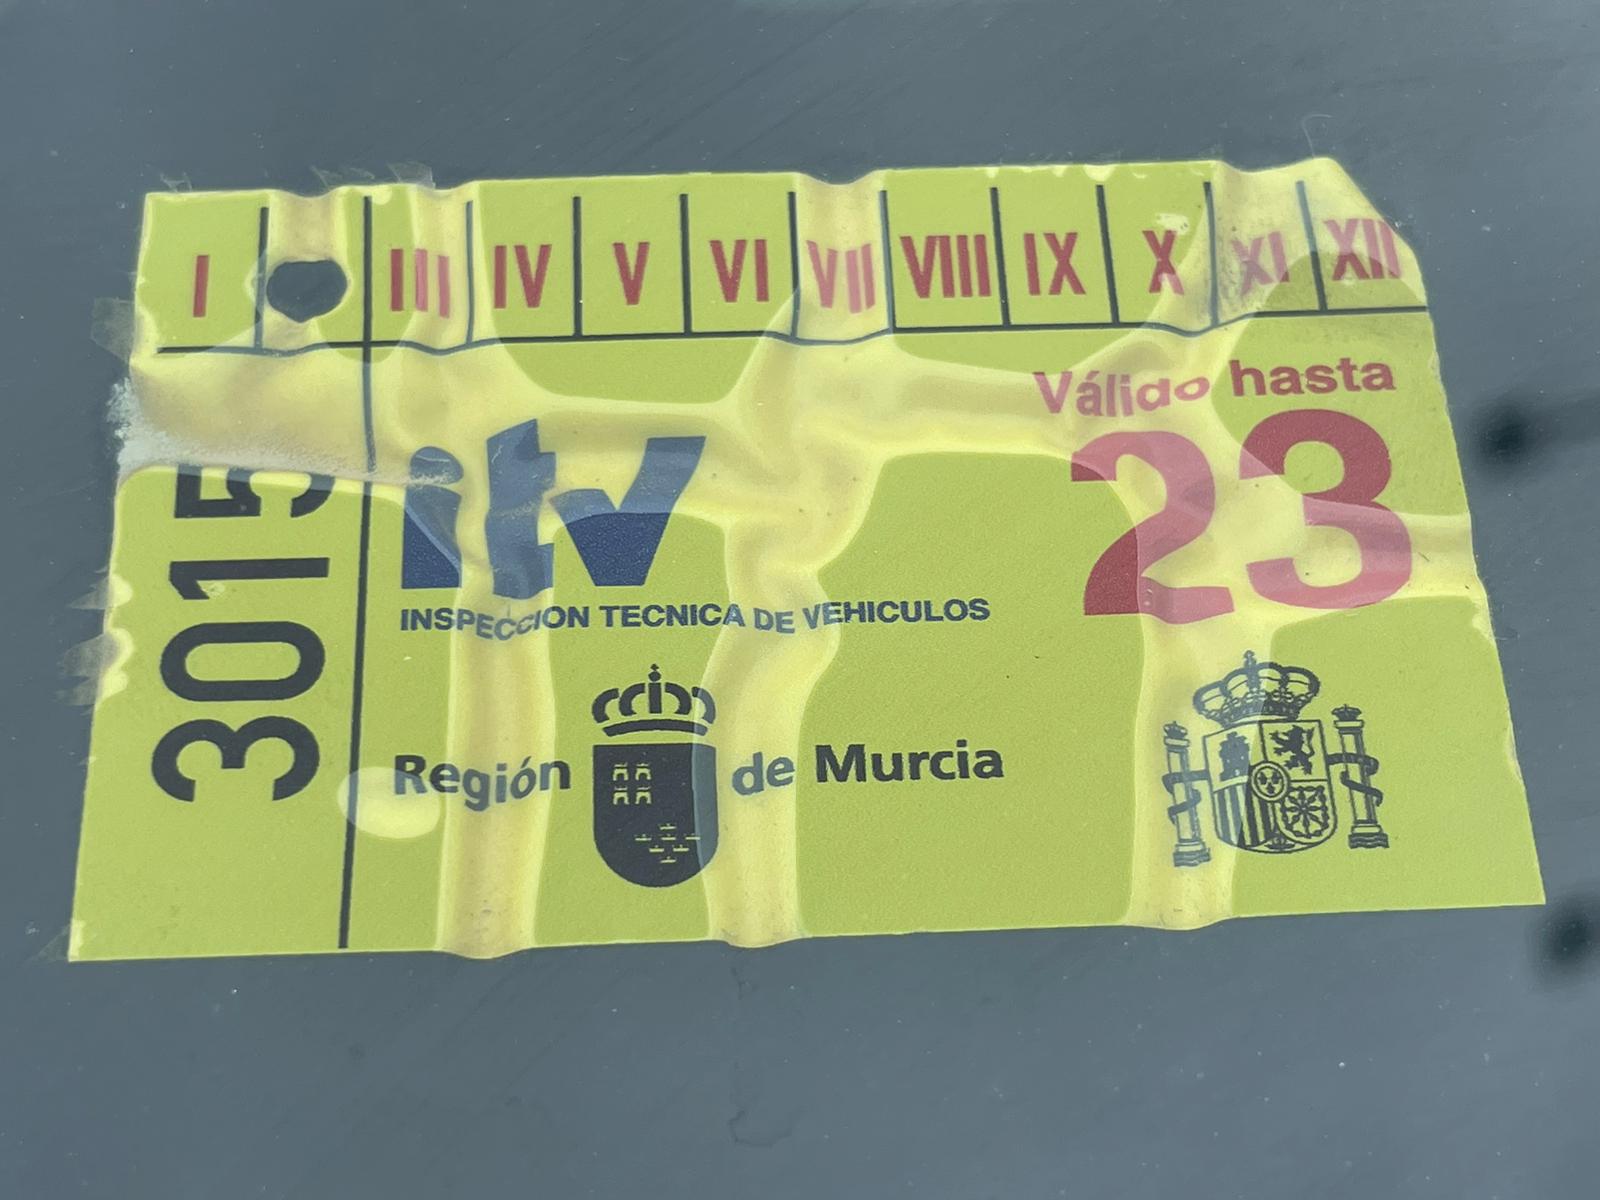 I III IV V VI VII VIII IX X XI XII
Válido hasta
23
itv
INSPECCION TECNICA DE VEHICULOS
Región de Murcia
3015